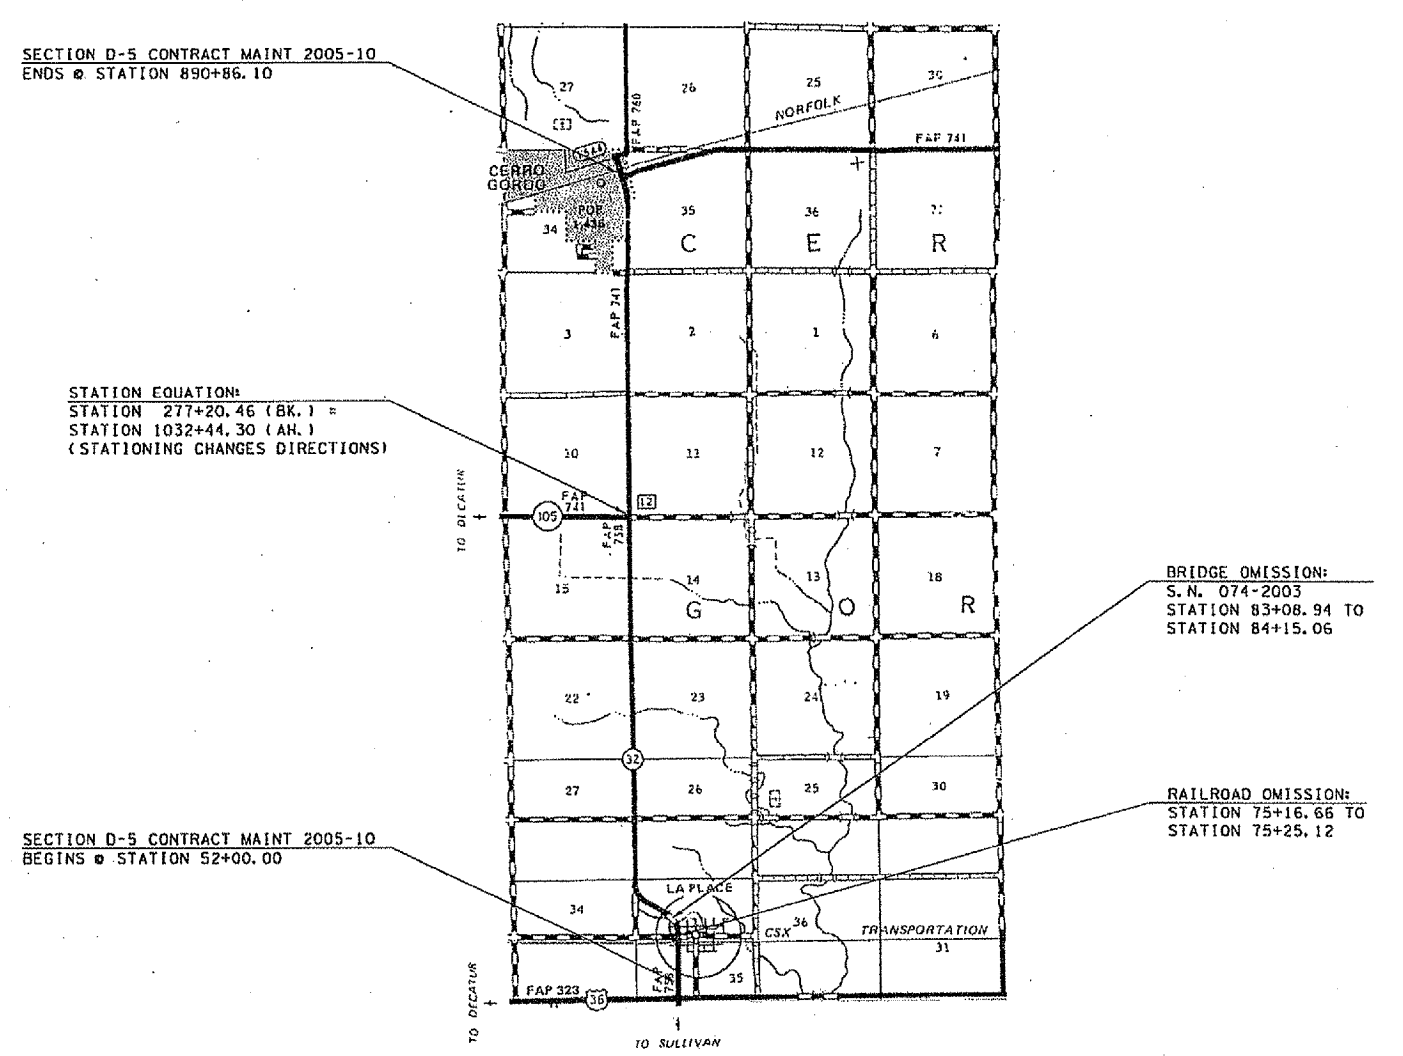 SECTION D-5 CONTRACT MAINT 2005-10
ENDS @ STATION 890+86.10
27
26
25
30
NORFOLK
FAP 760
FAP 741
CERRO
GORDO
POP
34
35
36
C E R
FAP 741
3
2
1
6
STATION EQUATION:
STATION 277+20.46 (BK.) =
STATION 1032+44.30 (AH.)
(STATIONING CHANGES DIRECTIONS)
10
11
12
7
TO DECATUR
FAP
741
105
12
FAP
738
15
14
13
18
G O R
BRIDGE OMISSION:
S.N. 074-2003
STATION 83+08.94 TO
STATION 84+15.06
22
23
24
19
32
27
26
25
30
RAILROAD OMISSION:
STATION 75+16.66 TO
STATION 75+25.12
SECTION D-5 CONTRACT MAINT 2005-10
BEGINS @ STATION 52+00.00
LA PLACE
34
36
CSX TRANSPORTATION
31
35
FAP
TO DECATUR
FAP 323
36
TO SULLIVAN